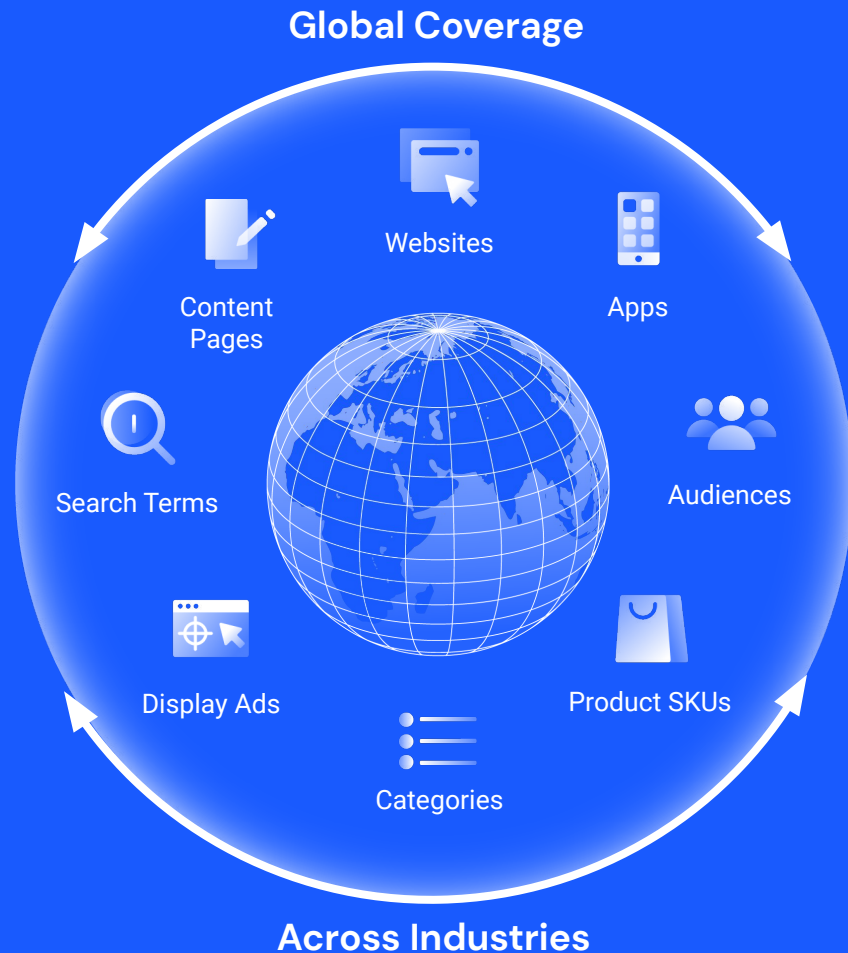 Global Coverage
Websites
Apps
Content
Pages
Search Terms
Audiences
Display Ads
Product SKUs
Categories
Across Industries